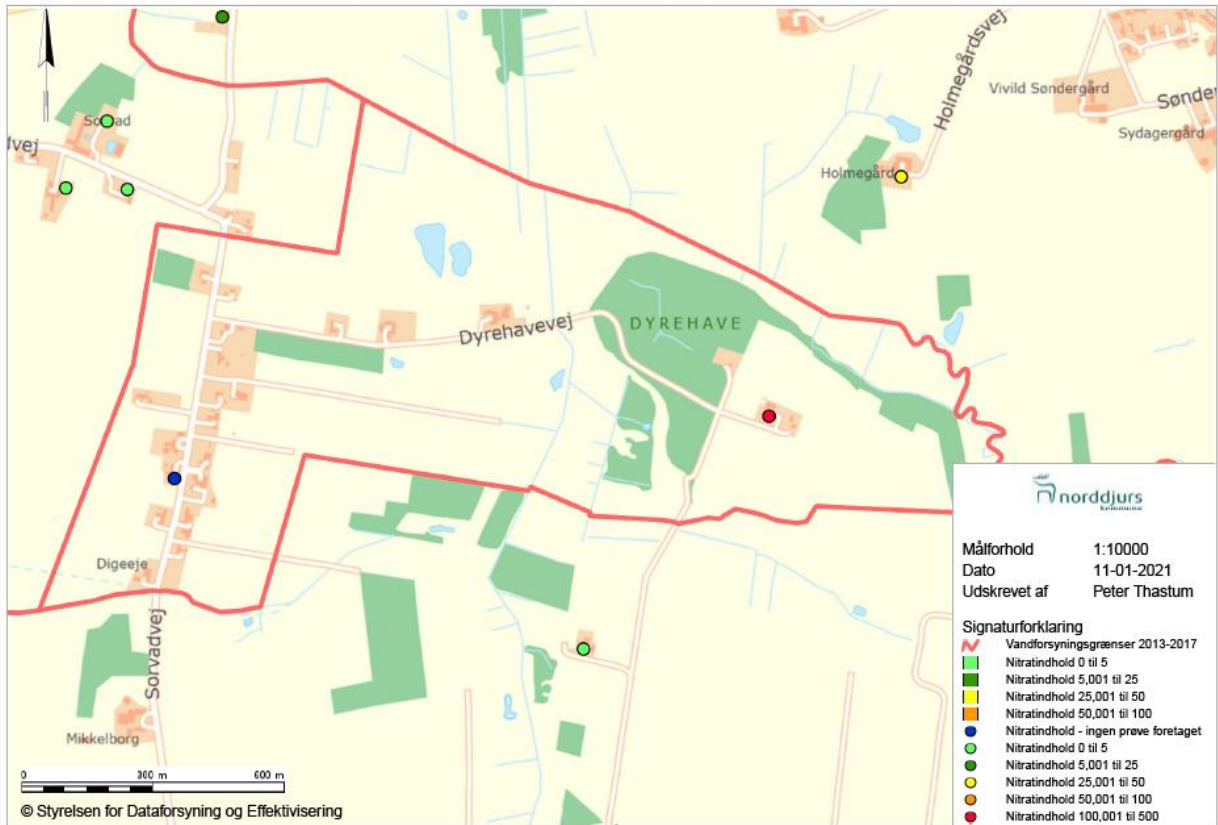 Holmegårdsvej
Vivild Søndergård
Sønder
Sydagergård
dvej
Holmegård
DYREHAVE
Dyrehavevej
Digeeje
Sorvadvej
Mikkelborg
0 300 m 600 m
© Styrelsen for Dataforsyning og Effektivisering
norddjurs
kommune
Målforhold 1:10000
Dato 11-01-2021
Udskrevet af Peter Thastum
Signaturforklaring
Vandforsyningsgrænser 2013-2017
Nitratindhold 0 til 5
Nitratindhold 5,001 til 25
Nitratindhold 25,001 til 50
Nitratindhold 50,001 til 100
Nitratindhold - ingen prøve foretaget
Nitratindhold 0 til 5
Nitratindhold 5,001 til 25
Nitratindhold 25,001 til 50
Nitratindhold 50,001 til 100
Nitratindhold 100,001 til 500